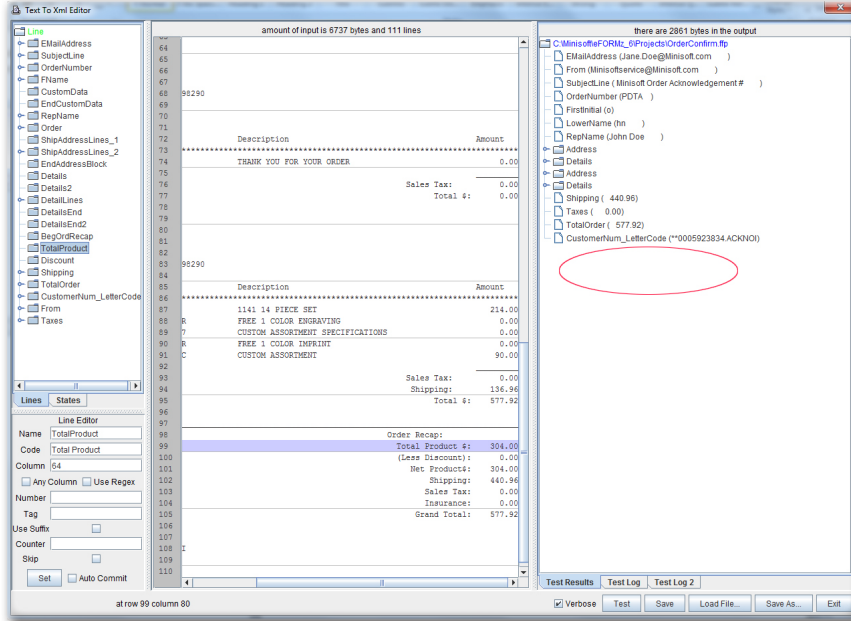 Text To Xml Editor
Line
EMailAddress
SubjectLine
OrderNumber
FName
CustomData
EndCustomData
RepName
Order
ShipAddressLines_1
ShipAddressLines_2
EndAddressBlock
Details
Details2
DetailLines
DetailsEnd
DetailsEnd2
BegOrdRecap
TotalProduct
Discount
Shipping
TotalOrder
CustomerNum_LetterCode
From
Taxes
Lines States
Line Editor
Name TotalProduct
Code Total Product
Column 64
Any Column Use Regex
Number
Tag
Use Suffix
Counter
Skip
Set Auto Commit
amount of input is 6737 bytes and 111 lines
64
65
66
67
68 98290
69
70
71
72 Description Amount
73 **************************************************
74 THANK YOU FOR YOUR ORDER 0.00
75
76 Sales Tax: 0.00
77 Total $: 0.00
78
79
80
81
82
83 98290
84
85 Description Amount
86 **************************************************
87 1141 14 PIECE SET 214.00
88 R FREE 1 COLOR ENGRAVING 0.00
89 7 CUSTOM ASSORTMENT SPECIFICATIONS 0.00
90 R FREE 1 COLOR IMPRINT 0.00
91 C CUSTOM ASSORTMENT 90.00
92
93 Sales Tax: 0.00
94 Shipping: 136.96
95 Total $: 577.92
96
97
98 Order Recap:
99 Total Product $: 304.00
100 (Less Discount): 0.00
101 Net Product$: 304.00
102 Shipping: 440.96
103 Sales Tax: 0.00
104 Insurance: 0.00
105 Grand Total: 577.92
106
107
108 I
109
110
there are 2861 bytes in the output
C:\MinisoftIeFORMz_6\Projects\OrderConfirm.ffp
EMailAddress (Jane.Doe@Minisoft.com )
From (Minisoftservice@Minisoft.com )
SubjectLine ( Minisoft Order Acknowledgement # )
OrderNumber (PDTA )
FirstInitial (o)
LowerName (hn )
RepName (John Doe )
Address
Details
Address
Details
Shipping ( 440.96)
Taxes ( 0.00)
TotalOrder ( 577.92)
CustomerNum_LetterCode (**0005923834.ACKNOI)
Test Results Test Log Test Log 2
at row 99 column 80
Verbose Test Save Load File... Save As... Exit